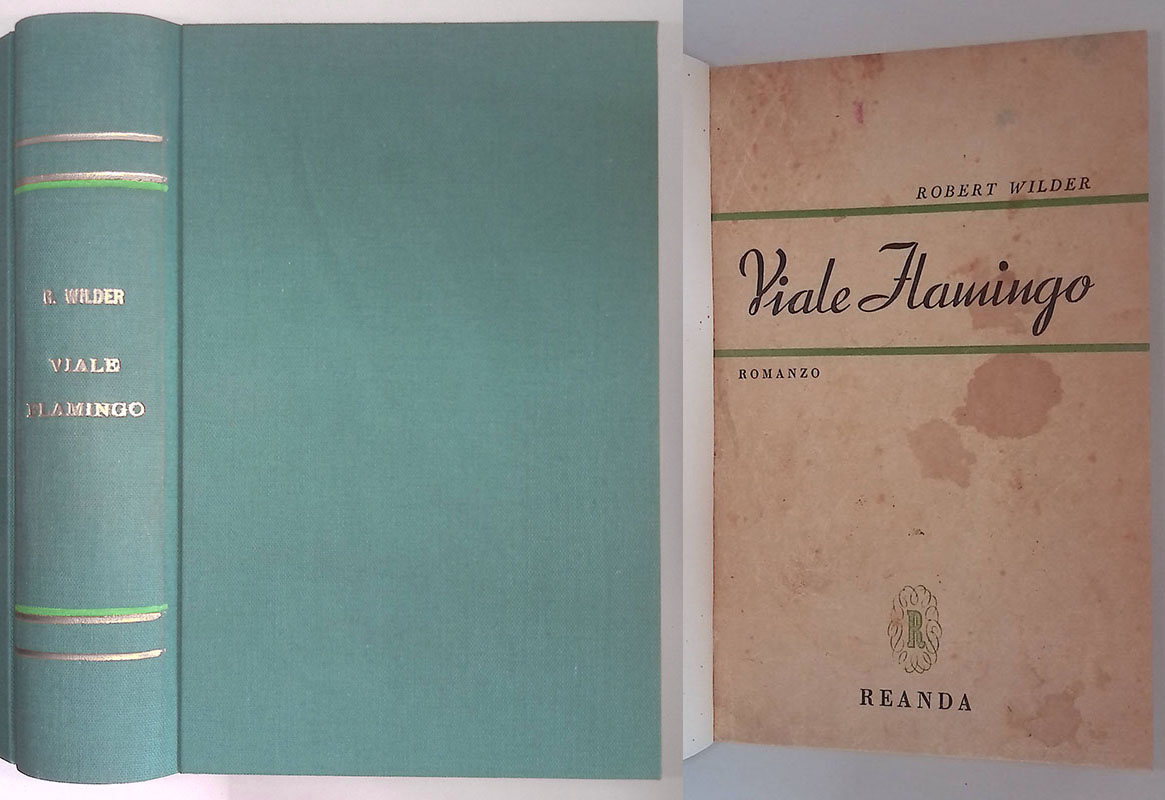 R. WILDER
VIALE
FLAMINGO
ROBERT WILDER
Viale Flamingo
ROMANZO
R
REANDA